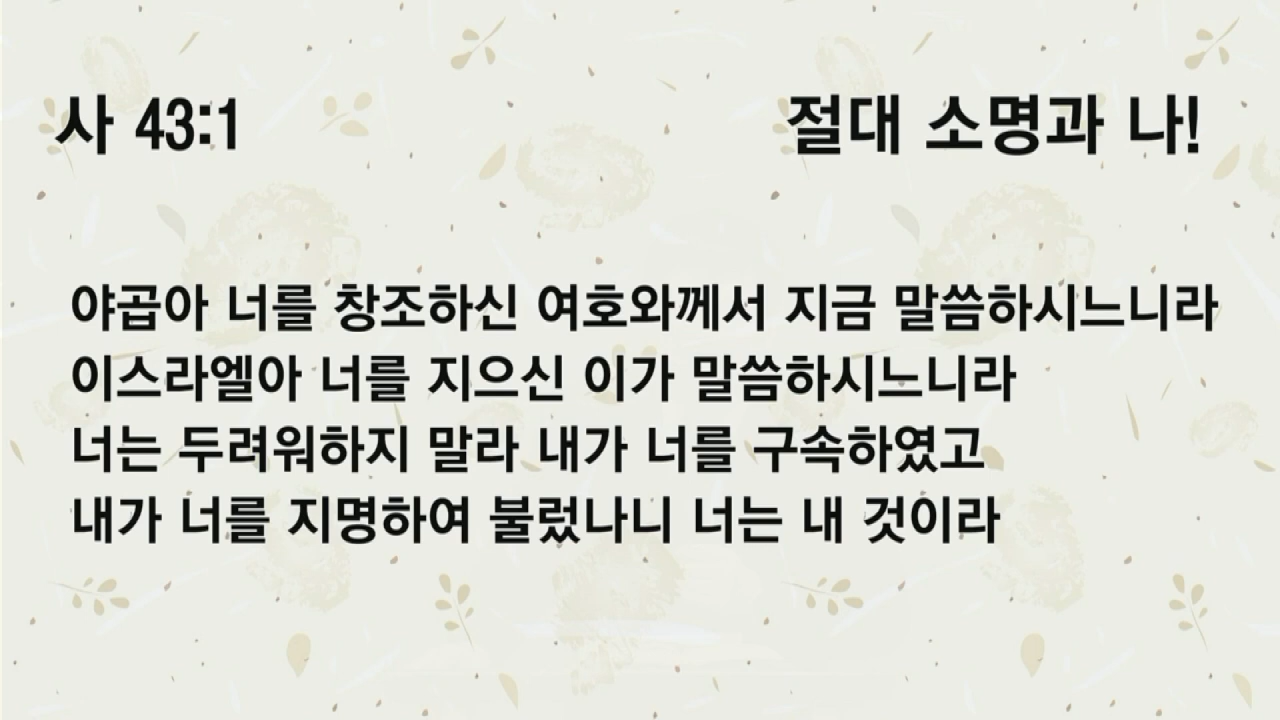 사 43:1
절대 소명과 나!
야곱아 너를 창조하신 여호와께서 지금 말씀하시느니라
이스라엘아 너를 지으신 이가 말씀하시느니라
너는 두려워하지 말라 내가 너를 구속하였고
내가 너를 지명하여 불렀나니 너는 내 것이라